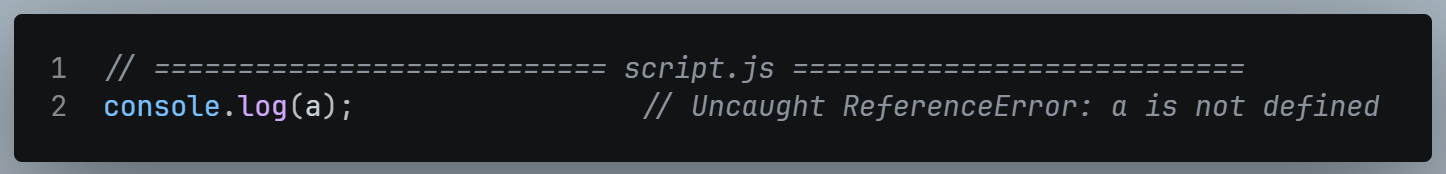 1 // =========================== script.js ===========================
2 console.log(a); // Uncaught ReferenceError: a is not defined